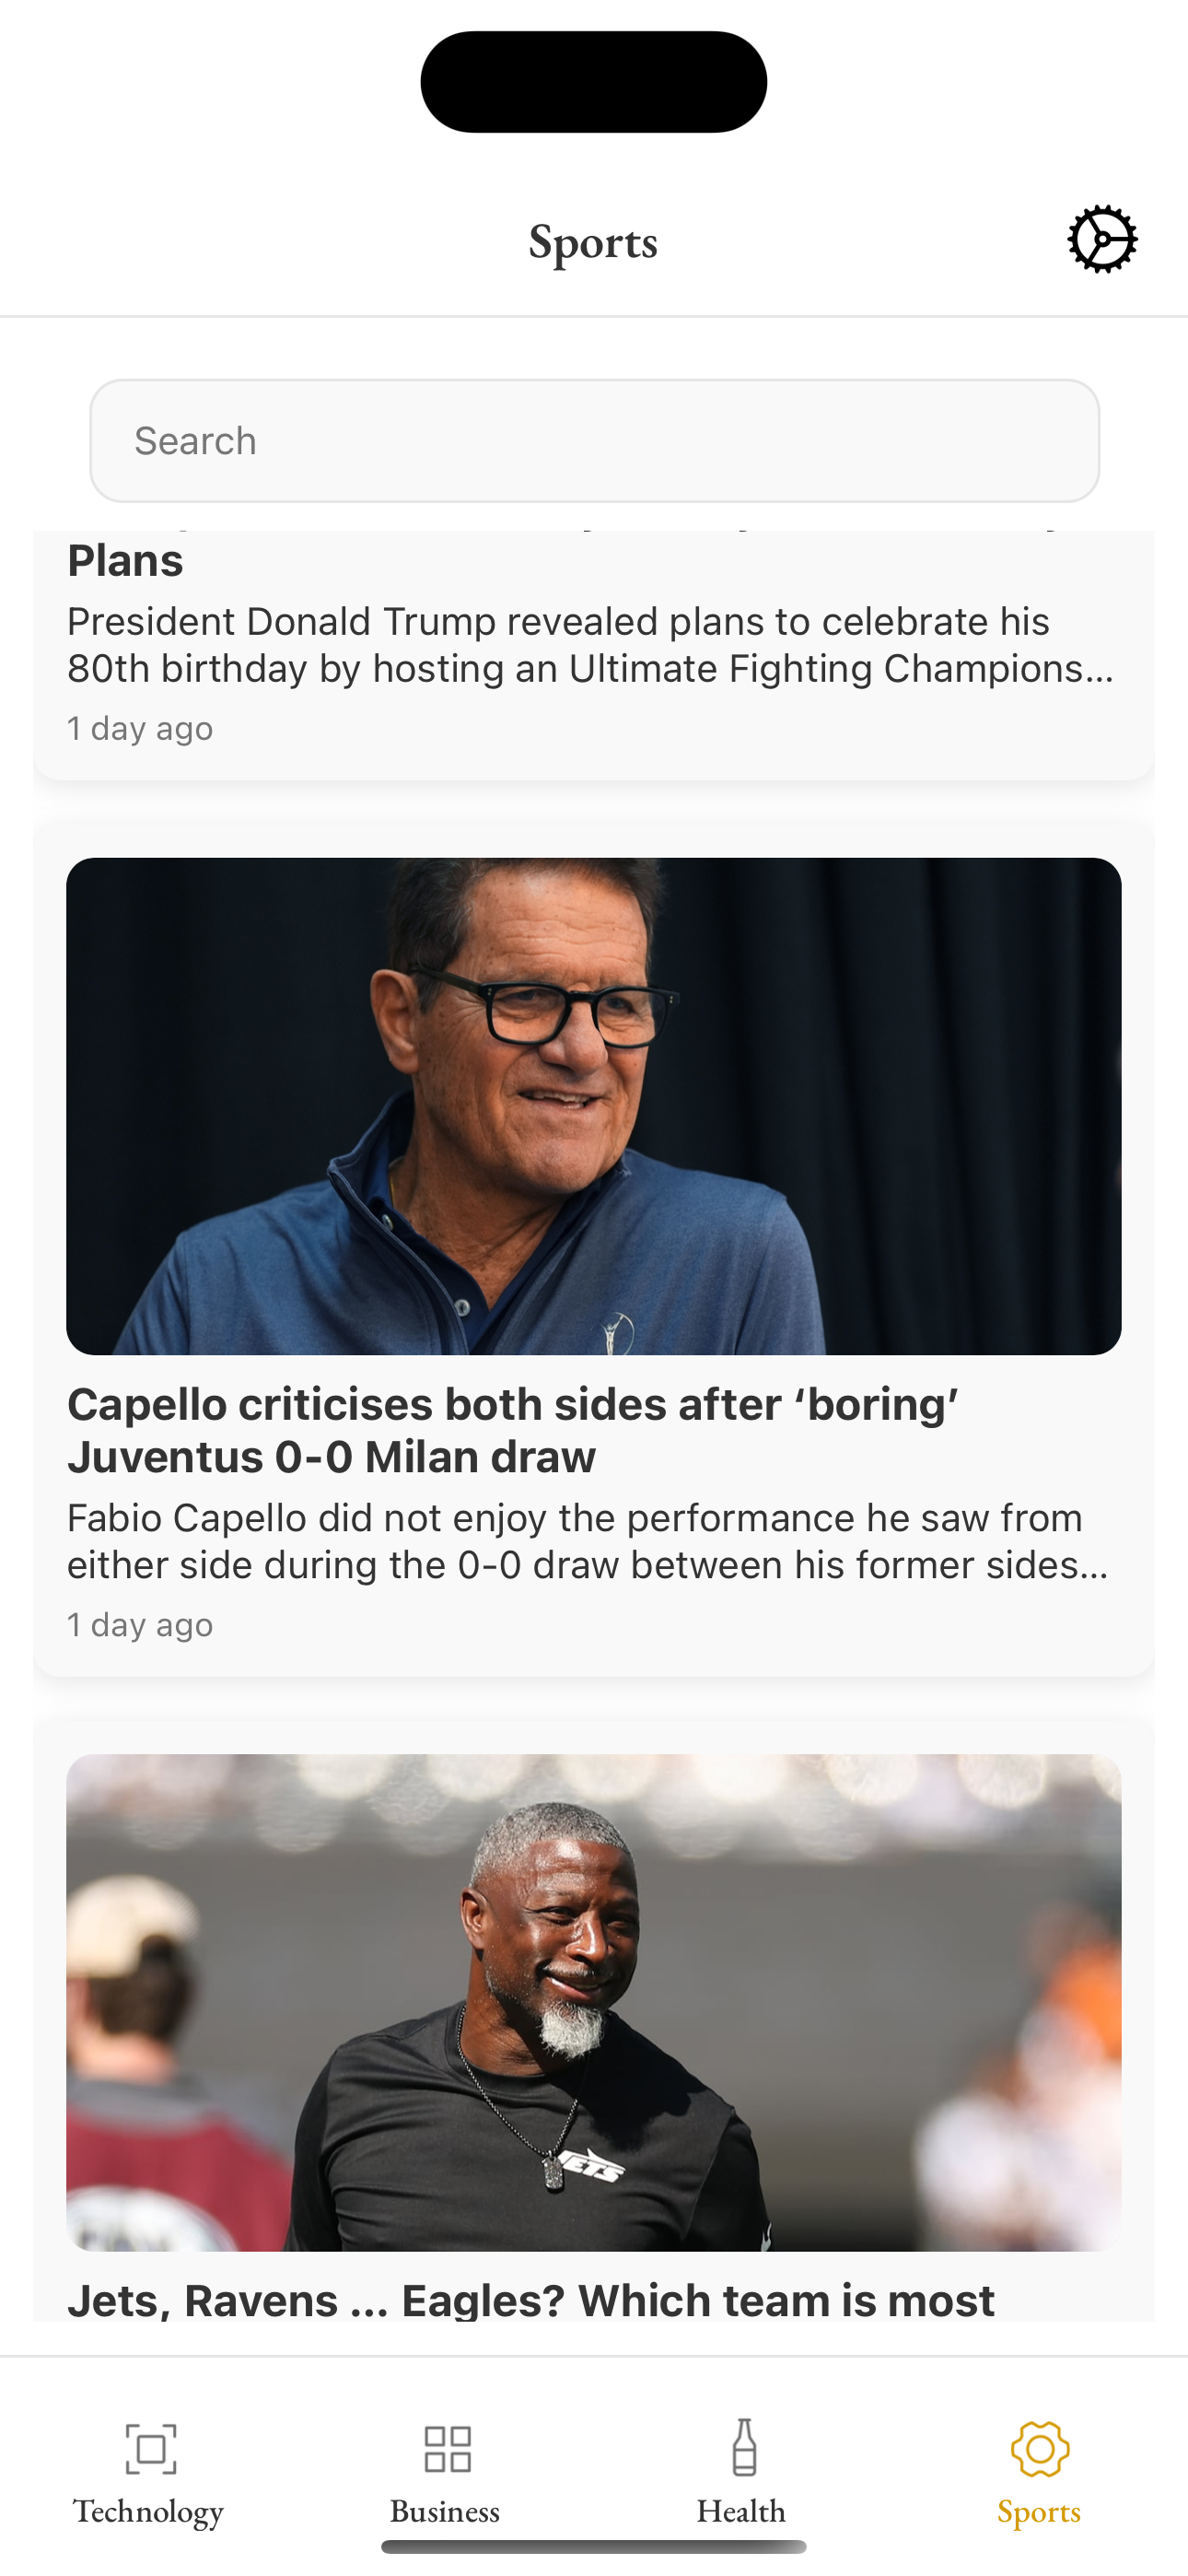 Sports
Search
Plans
President Donald Trump revealed plans to celebrate his
80th birthday by hosting an Ultimate Fighting Champions...
1 day ago
Capello criticises both sides after ‘boring’
Juventus 0-0 Milan draw
Fabio Capello did not enjoy the performance he saw from
either side during the 0-0 draw between his former sides...
1 day ago
JETS
Jets, Ravens ... Eagles? Which team is most
Technology
Business
Health
Sports